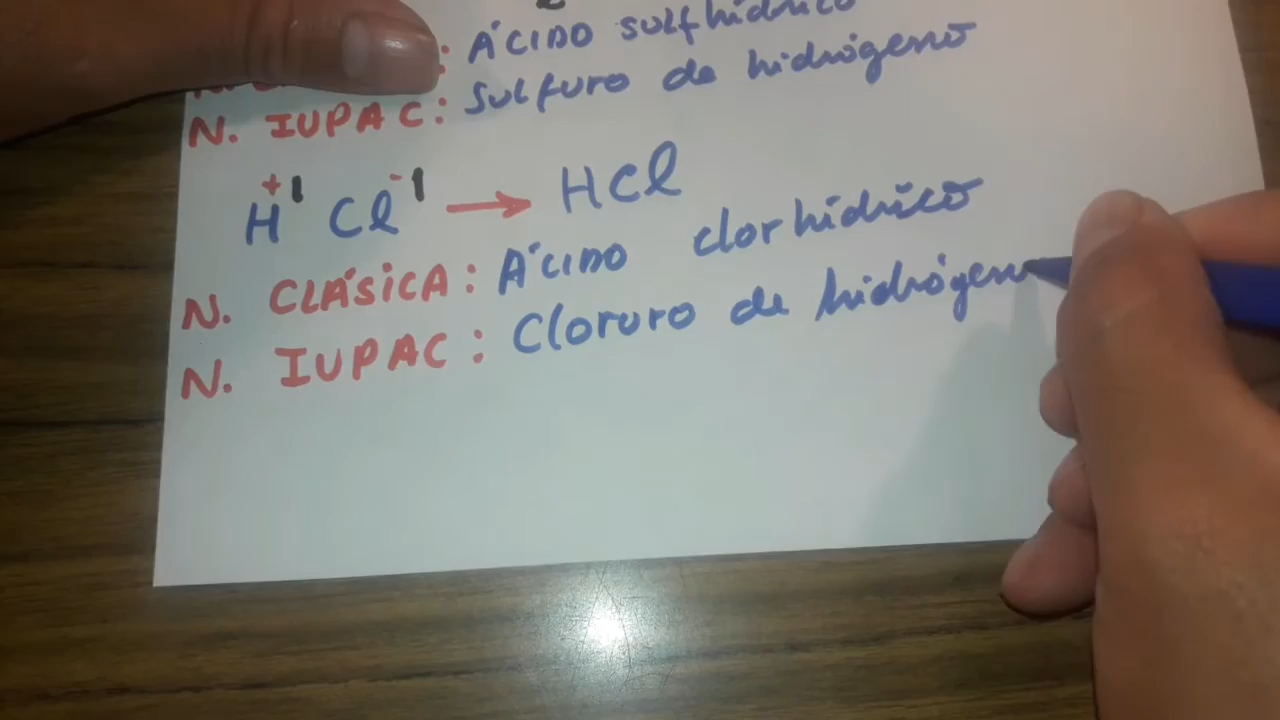 : ÁCIDO sulfhídrico
N. IUPAC: Sulfuro de hidrógeno
H+1 Cl-1 → HCl
N. CLÁSICA: ÁCIDO clorhídrico
N. IUPAC: Cloruro de hidrógeno